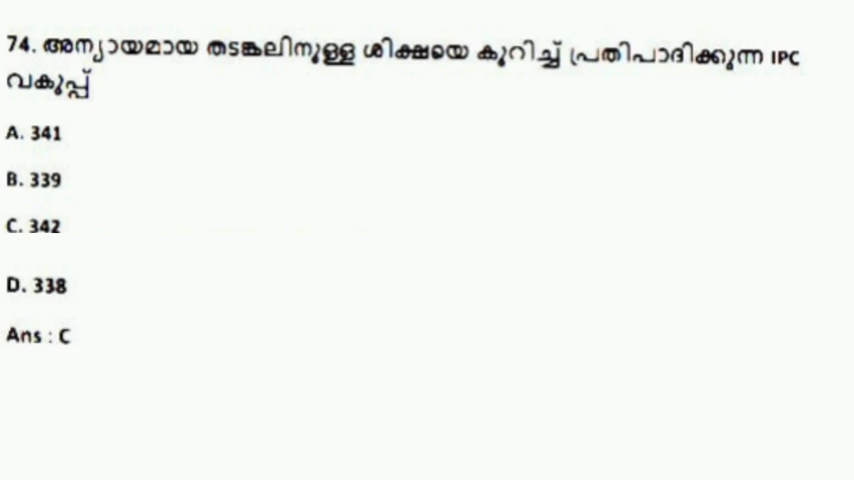 74. അന്യായമായ തടങ്കലിനുള്ള ശിക്ഷയെ കുറിച്ച് പ്രതിപാദിക്കുന്ന IPC
വകുപ്പ്
A. 341
B. 339
C. 342
D. 338
Ans : C